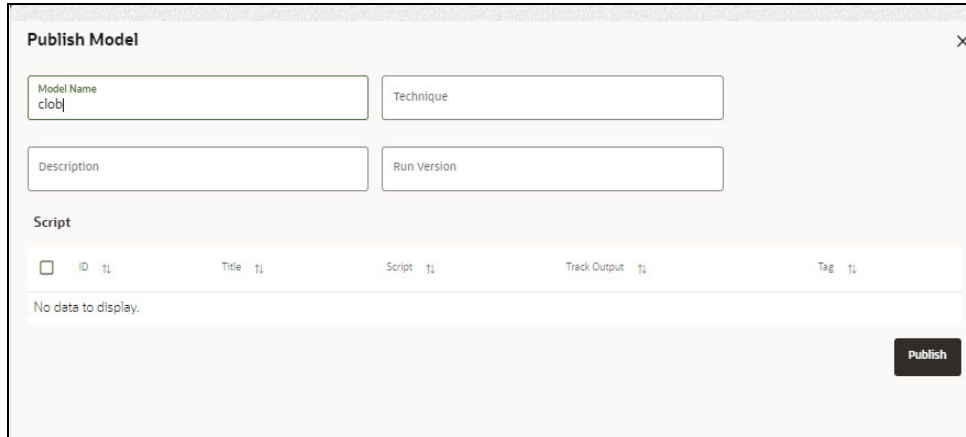 Publish Model
Model Name
clob
Technique
Description
Run Version
Script
ID Title Script Track Output Tag
No data to display.
Publish